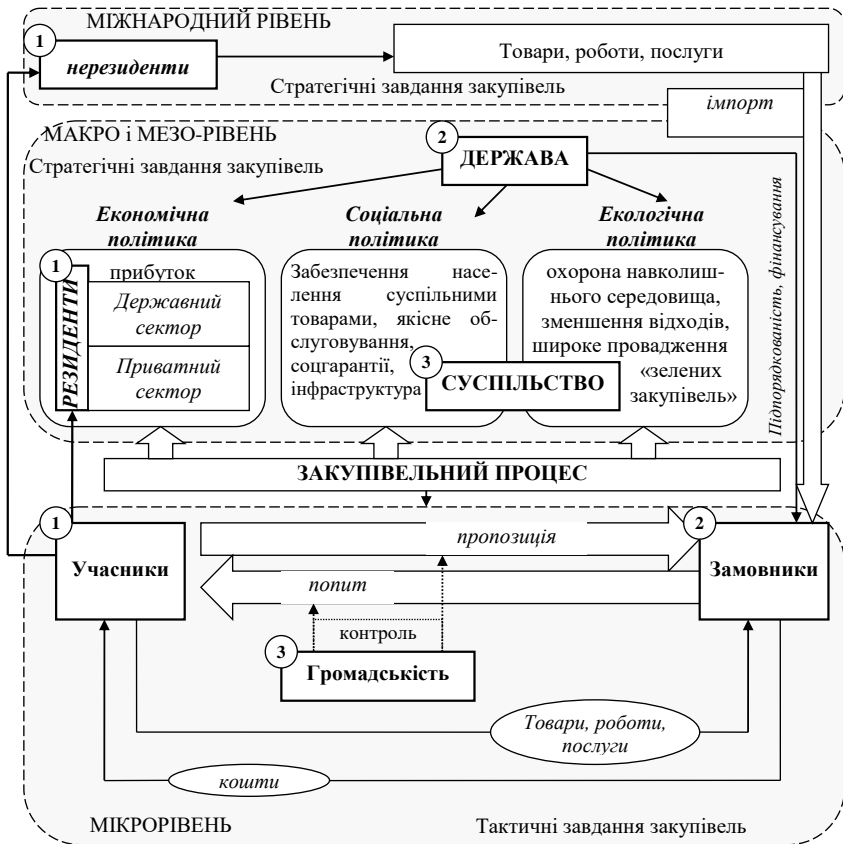 МІЖНАРОДНИЙ РІВЕНЬ
1
нерезиденти
Товари, роботи, послуги
Стратегічні завдання закупівель
імпорт
МАКРО і МЕЗО-РІВЕНЬ
2
ДЕРЖАВА
Стратегічні завдання закупівель
Підпорядкованість, фінансування
Економічна
політика
Соціальна
політика
Екологічна
політика
1
РЕЗИДЕНТИ
прибуток
Державний
сектор
Приватний
сектор
Забезпечення насе-
лення суспільними
товарами, якісне об-
слуговування,
соцгарантії,
інфраструктура
охорона навколиш-
нього середовища,
зменшення відходів,
широке провадження
«зелених
закупівель»
3
СУСПІЛЬСТВО
ЗАКУПІВЕЛЬНИЙ ПРОЦЕС
1
Учасники
пропозиція
2
Замовники
попит
контроль
3
Громадськість
Товари, роботи,
послуги
кошти
МІКРОРІВЕНЬ
Тактичні завдання закупівель